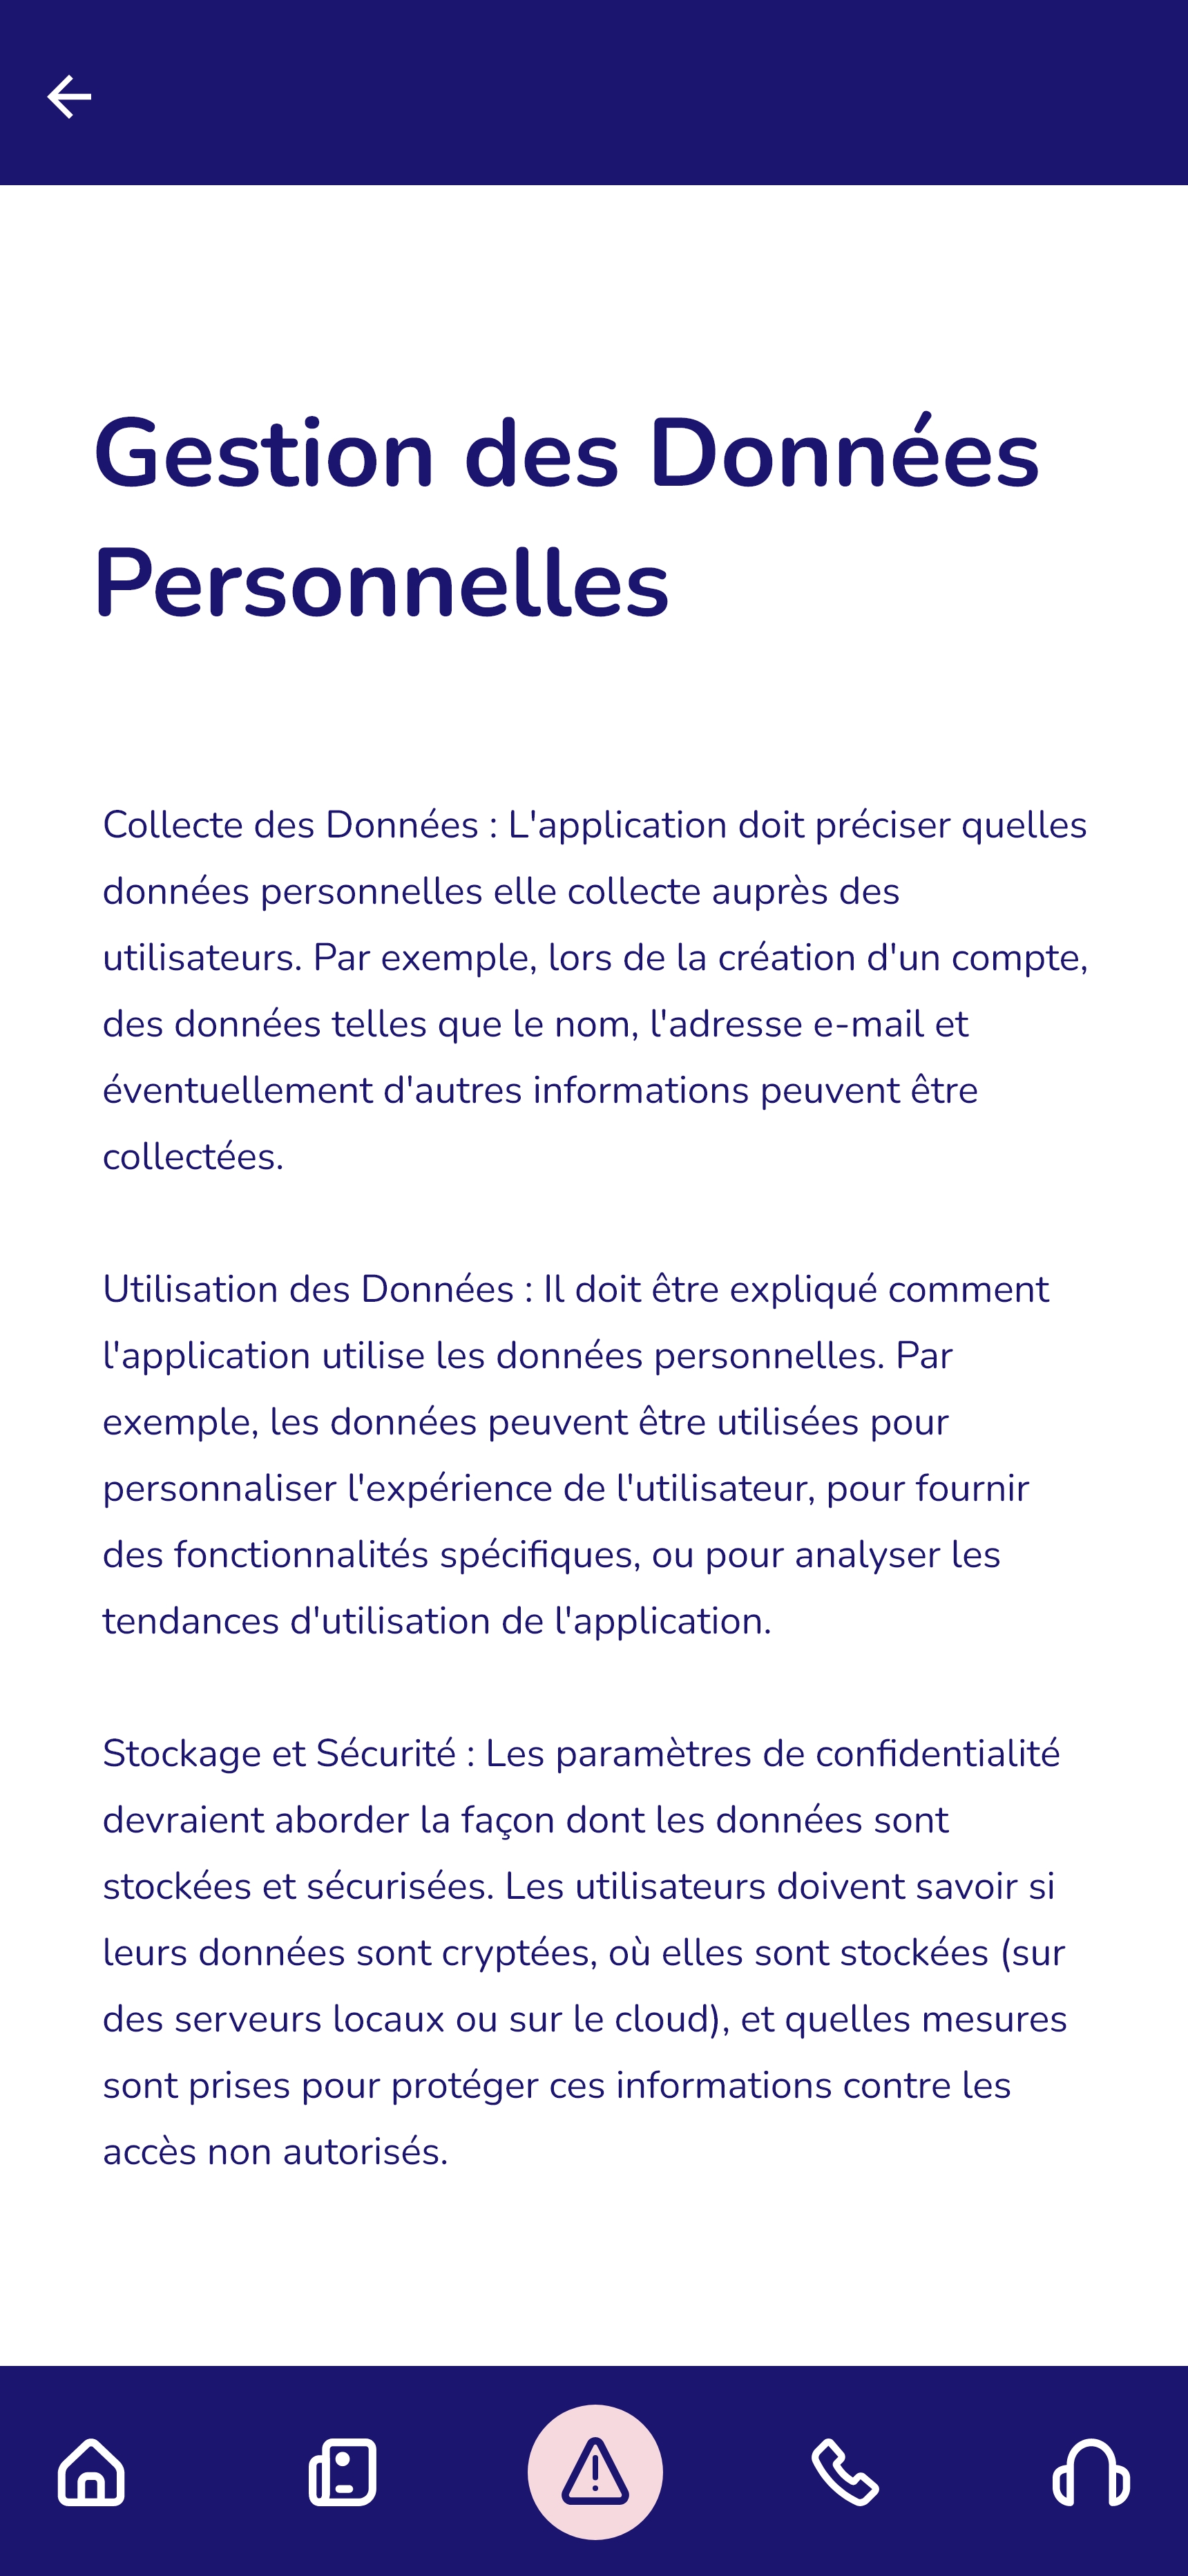 Gestion des Données
Personnelles
Collecte des Données : L'application doit préciser quelles
données personnelles elle collecte auprès des
utilisateurs. Par exemple, lors de la création d'un compte,
des données telles que le nom, l'adresse e-mail et
éventuellement d'autres informations peuvent être
collectées.
Utilisation des Données : Il doit être expliqué comment
l'application utilise les données personnelles. Par
exemple, les données peuvent être utilisées pour
personnaliser l'expérience de l'utilisateur, pour fournir
des fonctionnalités spécifiques, ou pour analyser les
tendances d'utilisation de l'application.
Stockage et Sécurité : Les paramètres de confidentialité
devraient aborder la façon dont les données sont
stockées et sécurisées. Les utilisateurs doivent savoir si
leurs données sont cryptées, où elles sont stockées (sur
des serveurs locaux ou sur le cloud), et quelles mesures
sont prises pour protéger ces informations contre les
accès non autorisés.